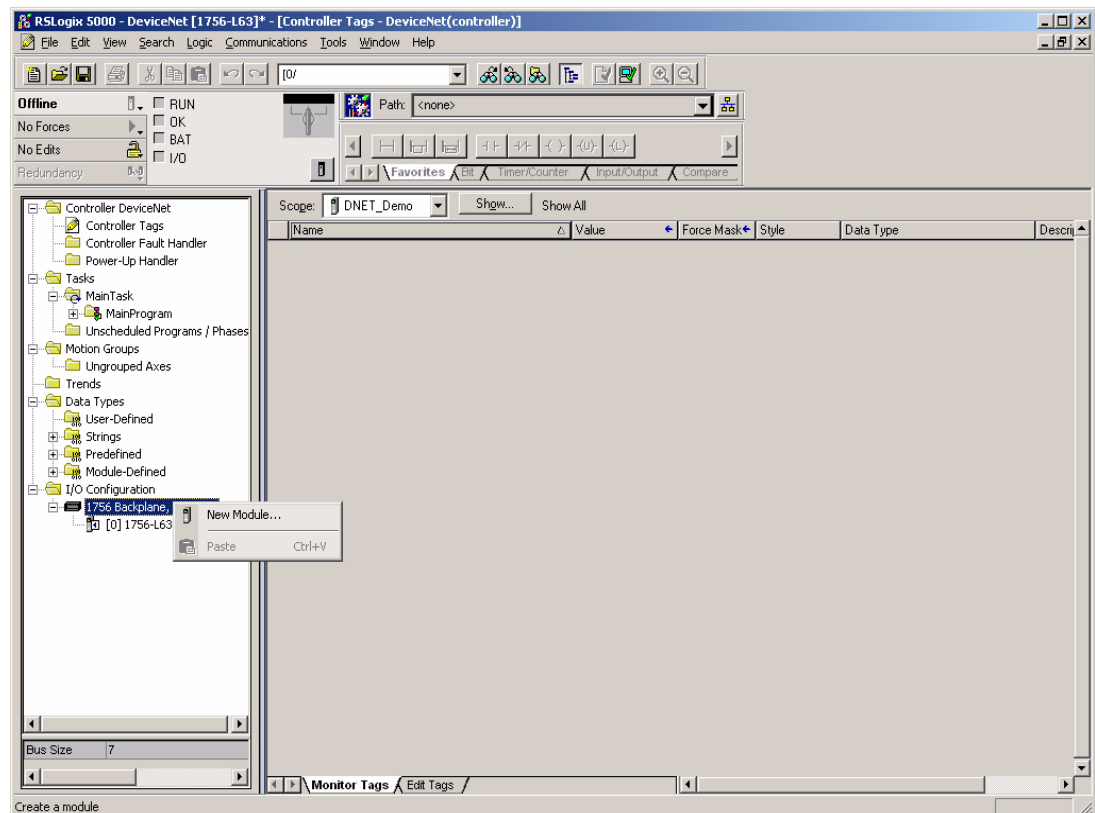 RSLogix 5000 - DeviceNet [1756-L63]* - [Controller Tags - DeviceNet(controller)]
File Edit View Search Logic Communications Tools Window Help
[0/
Offline
RUN
Path: <none>
No Forces
OK
BAT
No Edits
I/O
Redundancy
Favorites Bit Timer/Counter Input/Output Compare
Controller DeviceNet
Controller Tags
Controller Fault Handler
Power-Up Handler
Tasks
MainTask
MainProgram
Unscheduled Programs / Phases
Motion Groups
Ungrouped Axes
Trends
Data Types
User-Defined
Strings
Predefined
Module-Defined
I/O Configuration
1756 Backplane,
[0] 1756-L63
New Module...
Paste Ctrl+V
Bus Size 7
Scope: DNET_Demo Show... Show All
Name Value Force Mask Style Data Type Descrip
Monitor Tags Edit Tags
Create a module